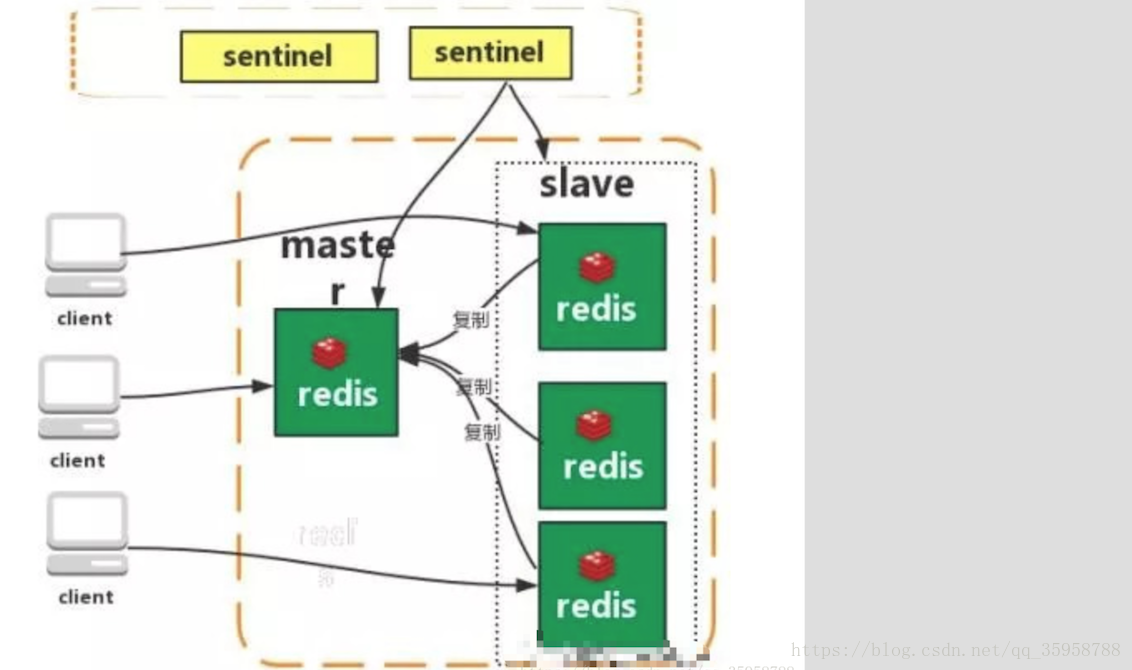 sentinel
sentinel
slave
maste
r
client
redis
复制
redis
复制
client
redis
复制
redis
client
https://blog.csdn.net/qq_35958788